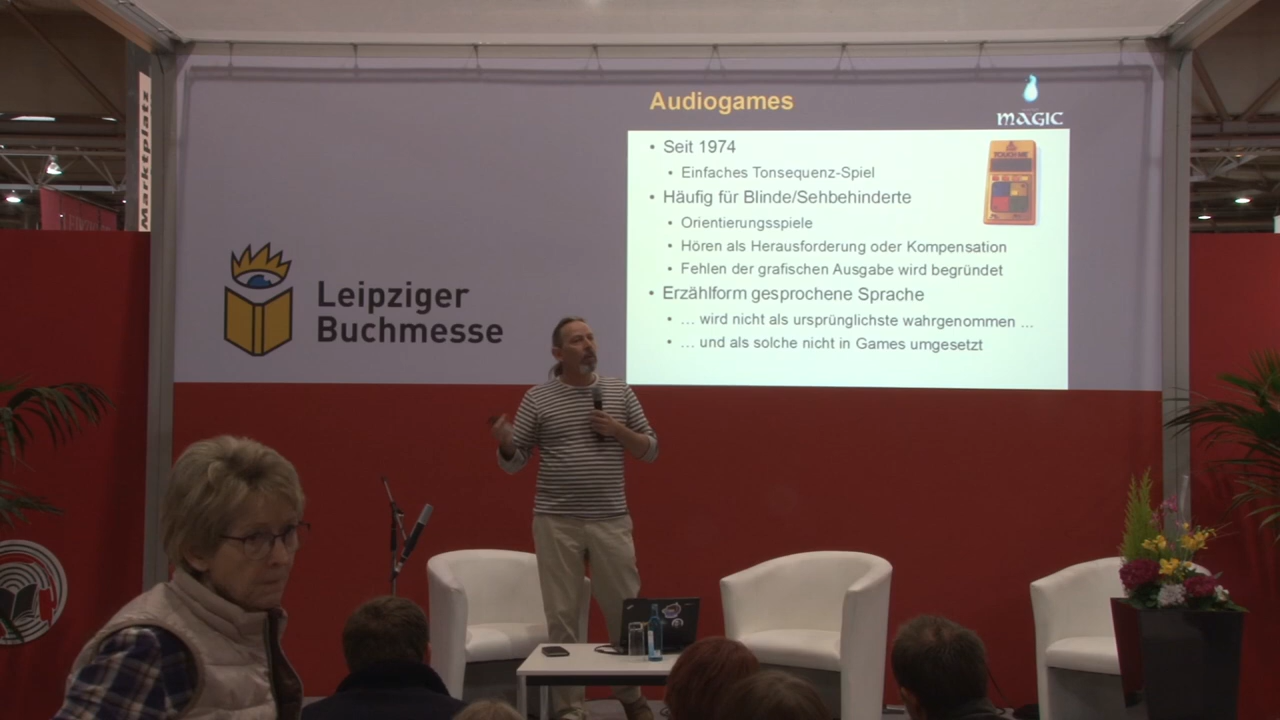 Marktplatz
Leipziger
Buchmesse
Audiogames
MAGIC
• Seit 1974
• Einfaches Tonsequenz-Spiel
• Häufig für Blinde/Sehbehinderte
• Orientierungsspiele
• Hören als Herausforderung oder Kompensation
• Fehlen der grafischen Ausgabe wird begründet
• Erzählform gesprochene Sprache
• … wird nicht als ursprünglichste wahrgenommen …
• … und als solche nicht in Games umgesetzt
TOUCH ME